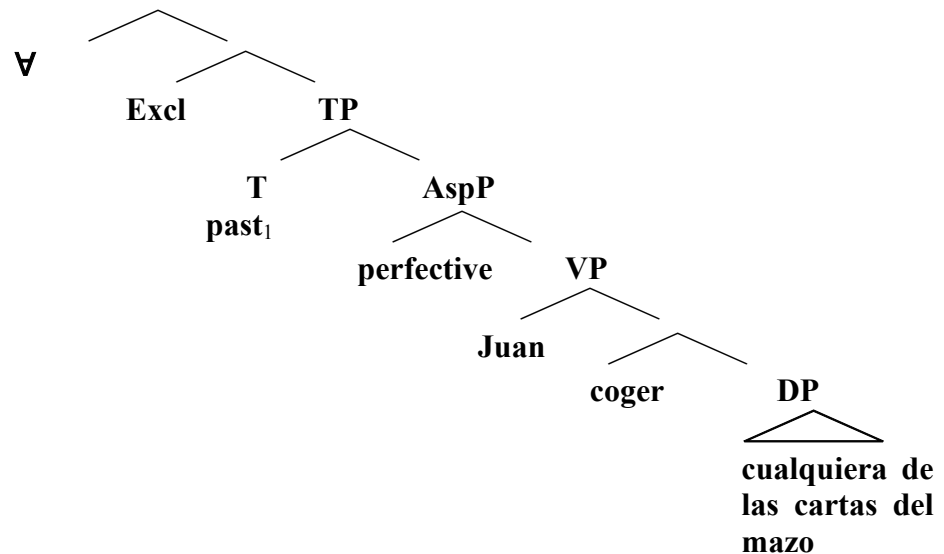 ∀
Excl TP
T AspP
past₁
perfective VP
Juan
coger DP
cualquiera de
las cartas del
mazo